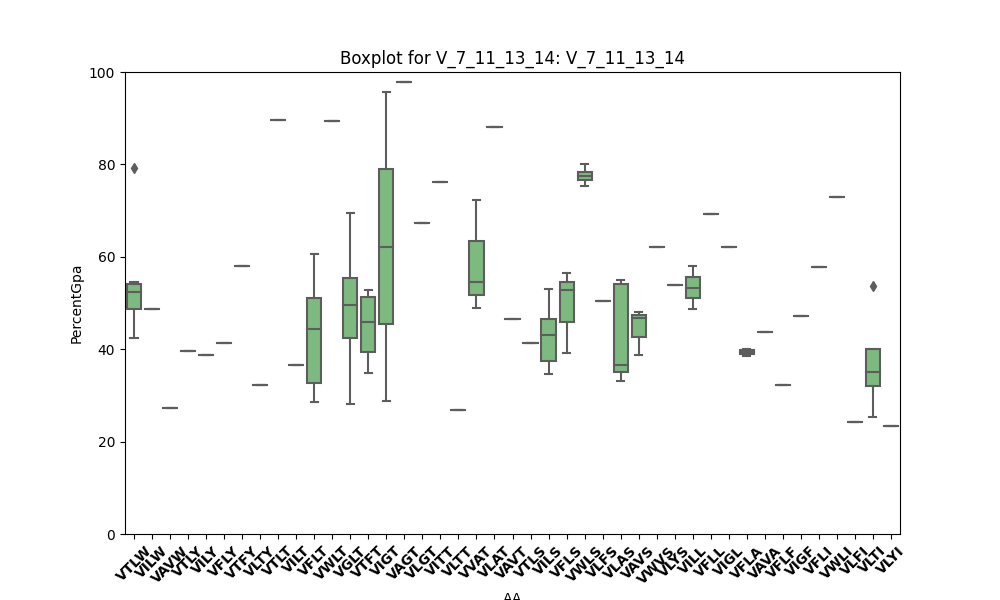 Boxplot for V_7_11_13_14: V_7_11_13_14
100
80
60
40
20
0
PercentGpa
VTLW VILW VAVW VTLY VILY VFLY VTFY VLTY VTLT VILT VFLT VWLT VGLT VTFT VIGT VAGT VLGT VITT VLTT VVAT VLAT VAVT VTLS VILS VFLS VWLS VLFS VLAS VAVS VWVS VLYS VILL VFLL VIGL VFLA VAVA VFLF VIGF VFLI VWLI VLFI VLTI VLYI
AA